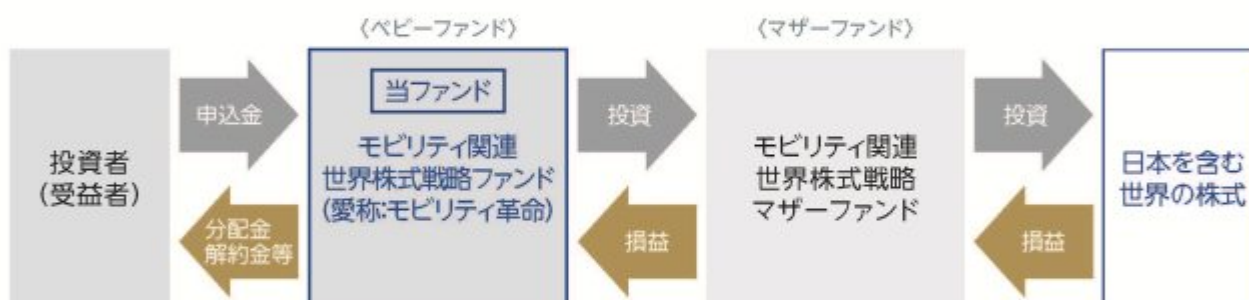 〈ベビーファンド〉
〈マザーファンド〉
投資者
(受益者)
申込金
分配金
解約金等
当ファンド
モビリティ関連
世界株式戦略ファンド
(愛称:モビリティ革命)
投資
損益
モビリティ関連
世界株式戦略
マザーファンド
投資
損益
日本を含む
世界の株式